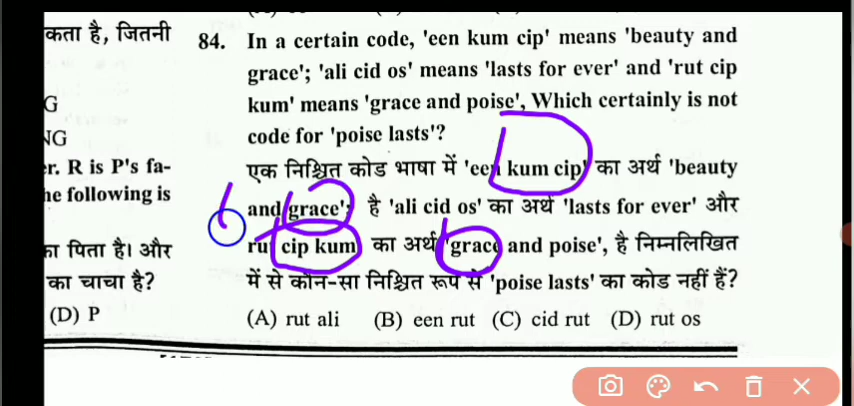 कता है, जितनी
G
NG
er. R is P's fa-
he following is
का पिता है। और
का चाचा है?
(D) P
84. In a certain code, 'een kum cip' means 'beauty and
grace'; 'ali cid os' means 'lasts for ever' and 'rut cip
kum' means 'grace and poise', Which certainly is not
code for 'poise lasts'?
एक निश्चित कोड भाषा में 'een kum cip' का अर्थ 'beauty
and grace'; है 'ali cid os' का अर्थ 'lasts for ever' और
'rut cip kum' का अर्थ 'grace and poise', है निम्नलिखित
में से कौन-सा निश्चित रूप से 'poise lasts' का कोड नहीं हैं?
(A) rut ali (B) een rut (C) cid rut (D) rut os